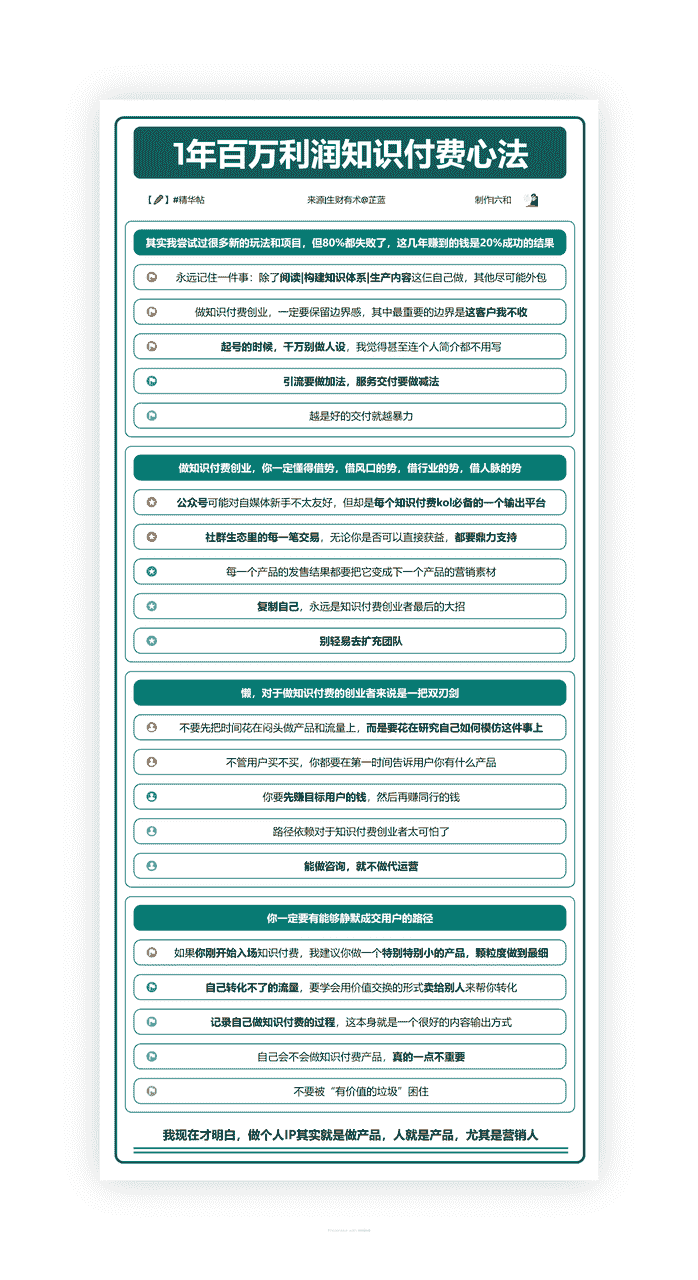 1年百万利润知识付费心法
【🖊】#精华帖 来源|生财有术@芷蓝 制作|六和
其实我尝试过很多新的玩法和项目，但80%都失败了，这几年赚到的钱是20%成功的结果
永远记住一件事：除了阅读|构建知识体系|生产内容这仨自己做，其他尽可能外包
做知识付费创业，一定要保留边界感，其中最重要的边界是这客户我不收
起号的时候，千万别做人设，我觉得甚至连个人简介都不用写
引流要做加法，服务交付要做减法
越是好的交付就越暴力
做知识付费创业，你一定懂得借势，借风口的势，借行业的势，借人脉的势
公众号可能对自媒体新手不太友好，但却是每个知识付费kol必备的一个输出平台
社群生态里的每一笔交易，无论你是否可以直接获益，都要鼎力支持
每一个产品的发售结果都要把它变成下一个产品的营销素材
复制自己，永远是知识付费创业者最后的大招
别轻易去扩充团队
懒，对于做知识付费的创业者来说是一把双刃剑
不要先把时间花在闷头做产品和流量上，而是要花在研究自己如何模仿这件事上
不管用户买不买，你都要在第一时间告诉用户你有什么产品
你要先赚目标用户的钱，然后再赚同行的钱
路径依赖对于知识付费创业者太可怕了
能做咨询，就不做代运营
你一定要有能够静默成交用户的路径
如果你刚开始入场知识付费，我建议你做一个特别特别小的产品，颗粒度做到最细
自己转化不了的流量，要学会用价值交换的形式卖给别人来帮你转化
记录自己做知识付费的过程，这本身就是一个很好的内容输出方式
自己会不会做知识付费产品，真的一点不重要
不要被“有价值的垃圾”困住
我现在才明白，做个人IP其实就是做产品，人就是产品，尤其是营销人